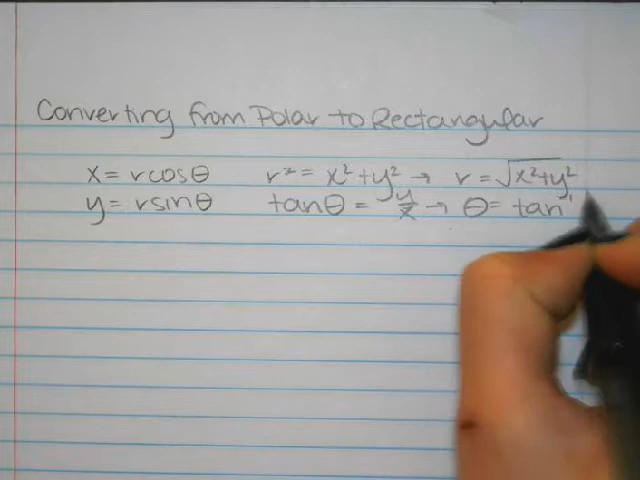 Converting from Polar to Rectangular
x = rcosθ r² = x² + y² → r = √x²+y²
y = rsinθ tanθ = y/x → θ = tan⁻¹